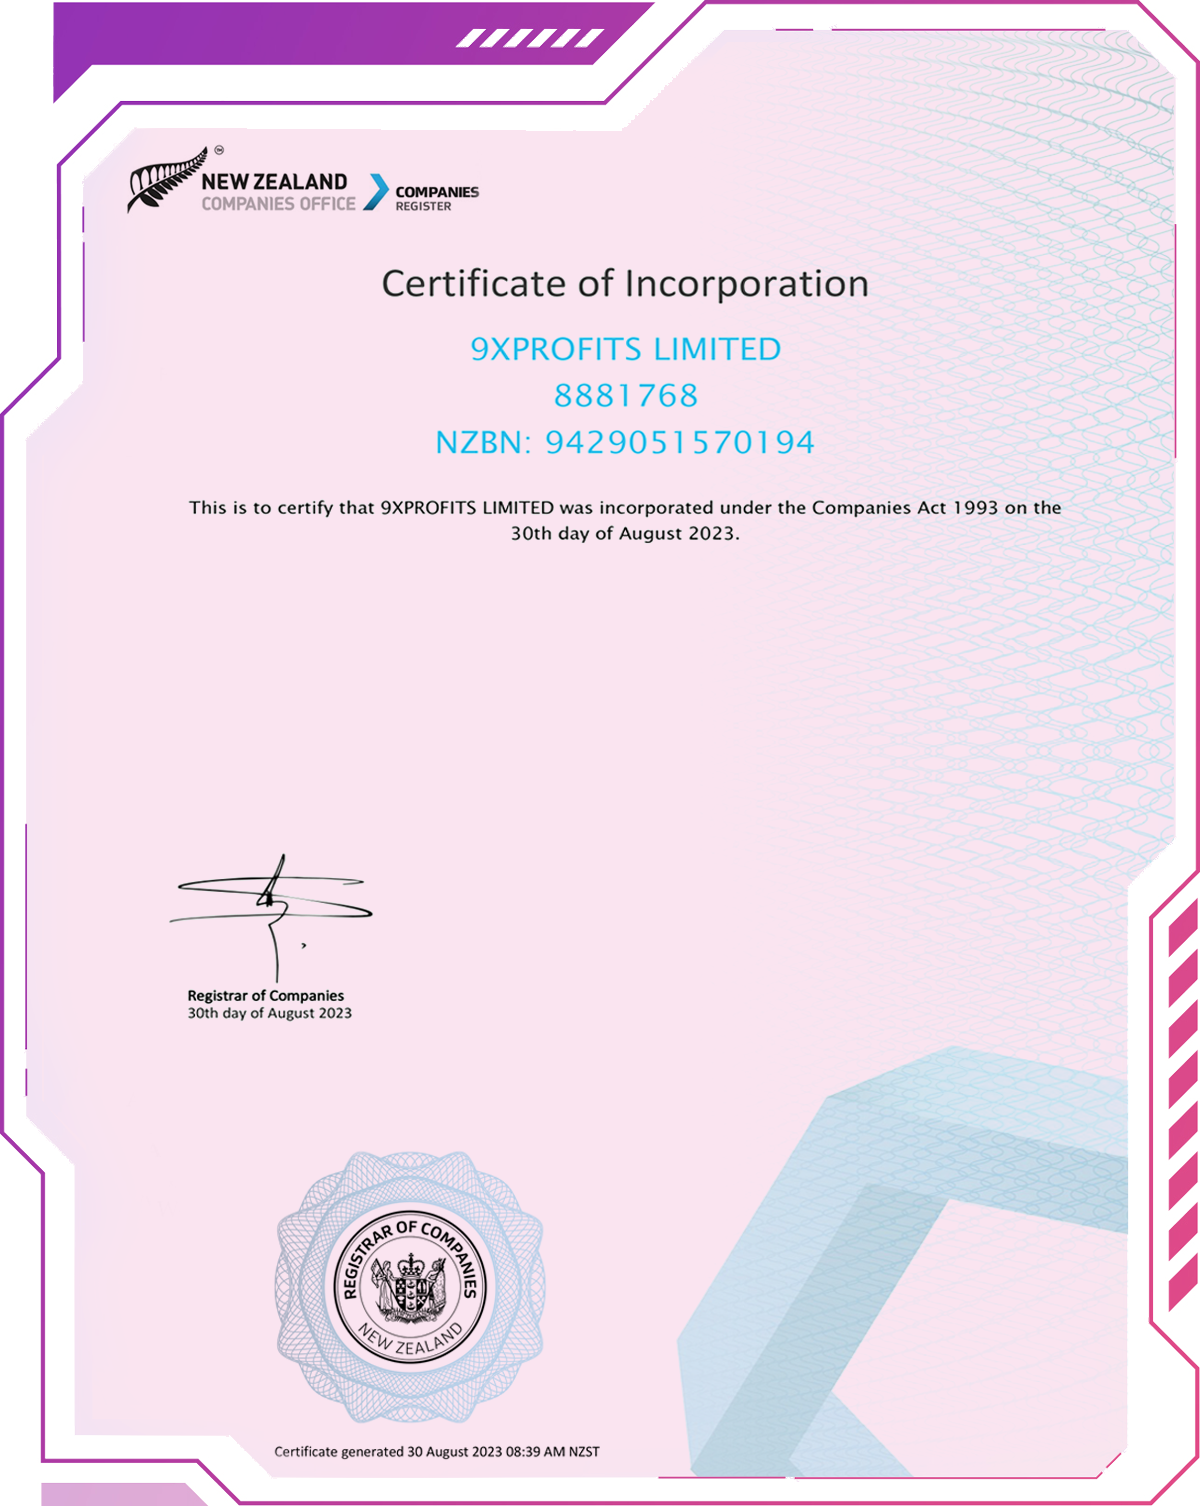 NEW ZEALAND
COMPANIES OFFICE
COMPANIES
REGISTER
Certificate of Incorporation
9XPROFITS LIMITED
8881768
NZBN: 9429051570194
This is to certify that 9XPROFITS LIMITED was incorporated under the Companies Act 1993 on the
30th day of August 2023.
Registrar of Companies
30th day of August 2023
REGISTRAR OF COMPANIES
NEW ZEALAND
Certificate generated 30 August 2023 08:39 AM NZST